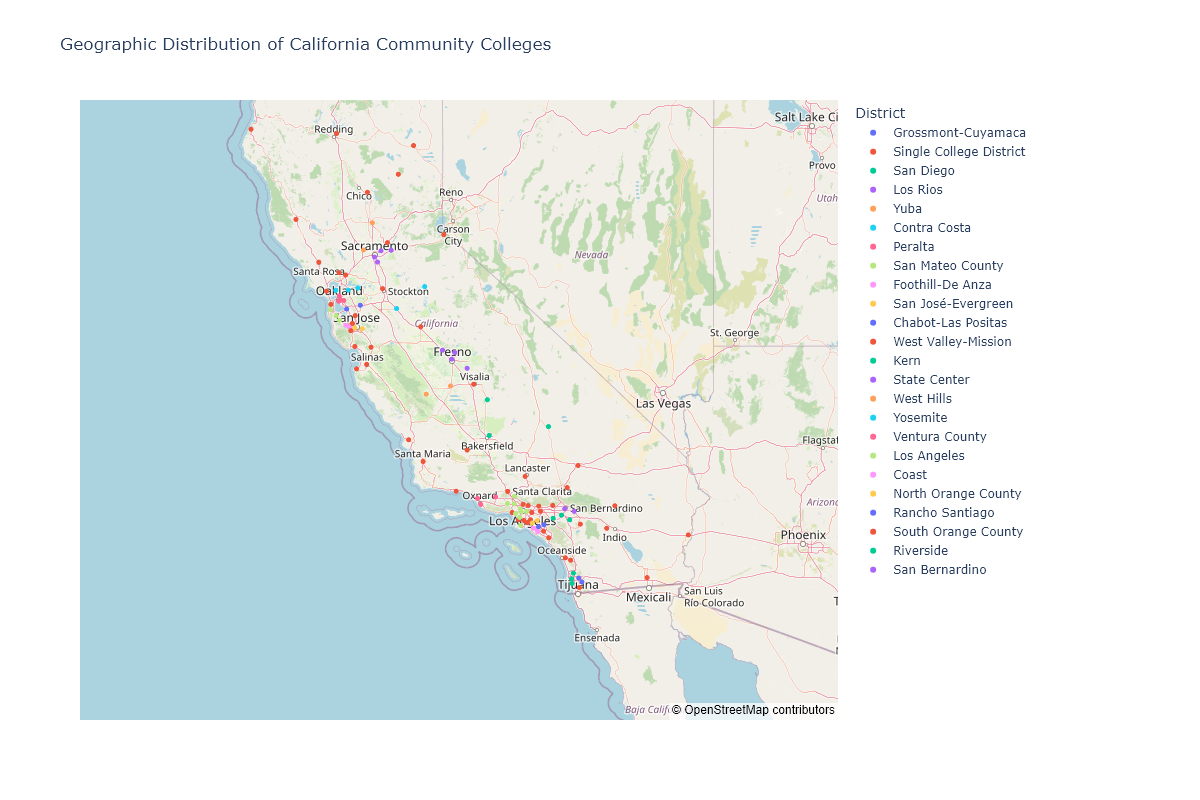 Geographic Distribution of California Community Colleges
Redding
Salt Lake Ci
Provo
Chico
Reno
Utah
Carson
City
Sacramento
Nevada
Santa Rosa
Oakland
Stockton
San Jose
California
St. George
Salinas
Fresno
Visalia
Las Vegas
Flagstaf
Bakersfield
Santa Maria
Lancaster
Oxnard
Santa Clarita
Arizona
San Bernardino
Los Angeles
Indio
Phoenix
Oceanside
Tijuana
Mexicali
San Luis
Río Colorado
Ensenada
Baja Calif
© OpenStreetMap contributors
District
Grossmont-Cuyamaca
Single College District
San Diego
Los Rios
Yuba
Contra Costa
Peralta
San Mateo County
Foothill-De Anza
San José-Evergreen
Chabot-Las Positas
West Valley-Mission
Kern
State Center
West Hills
Yosemite
Ventura County
Los Angeles
Coast
North Orange County
Rancho Santiago
South Orange County
Riverside
San Bernardino